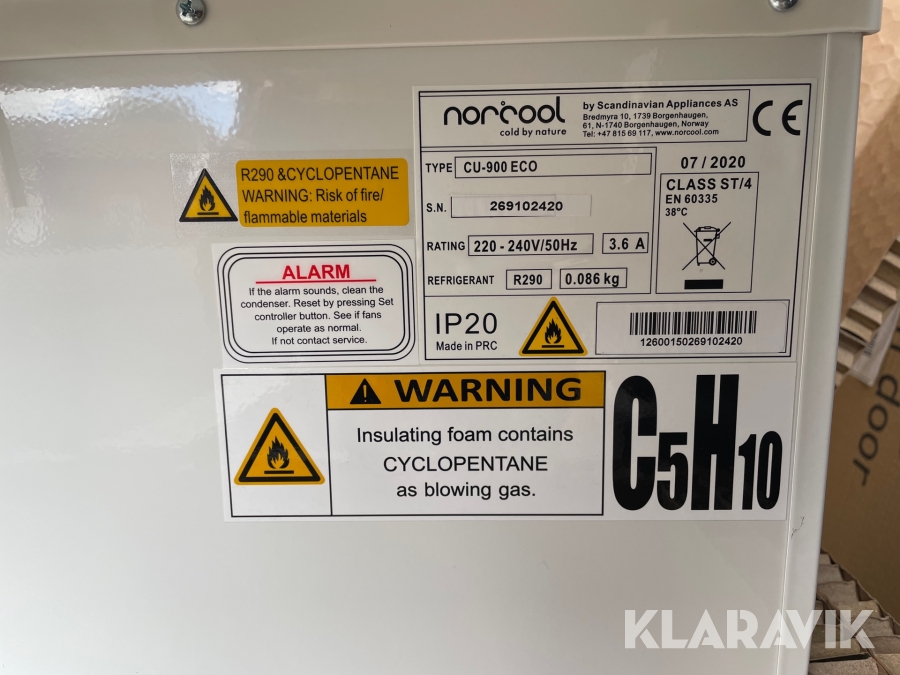 norcool
cold by nature
by Scandinavian Appliances AS
Bredmyra 10, 1739 Borgenhaugen,
61, N-1740 Borgenhaugen, Norway
Tel: +47 815 69 117, www.norcool.com
CE
TYPE CU-900 ECO
07 / 2020
S.N. 269102420
CLASS ST/4
EN 60335
38°C
RATING 220 - 240V/50Hz 3.6 A
REFRIGERANT R290 0.086 kg
IP20
Made in PRC
12600150269102420
R290 &CYCLOPENTANE
WARNING: Risk of fire/
flammable materials
ALARM
If the alarm sounds, clean the
condenser. Reset by pressing Set
controller button. See if fans
operate as normal.
If not contact service.
WARNING
Insulating foam contains
CYCLOPENTANE
as blowing gas.
C5H10
door
KLARAVIK